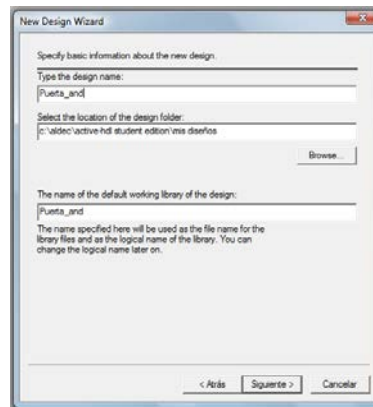 New Design Wizard
Specify basic information about the new design.
Type the design name:
Puerta_and
Select the location of the design folder:
c:\aldec\active-hdl student edition\mis diseños
Browse...
The name of the default working library of the design:
Puerta_and
The name specified here will be used as the file name for the
library files and as the logical name of the library. You can
change the logical name later on.
< Atrás
Siguiente >
Cancelar